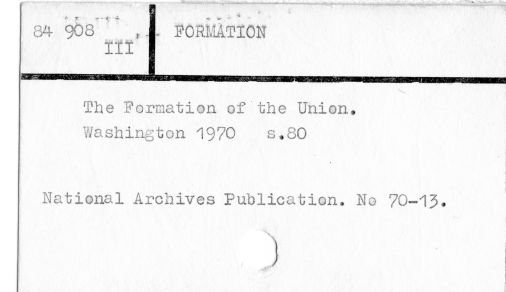 84 908 FORMATION
III
The Formation of the Union.
Washington 1970 s.80
National Archives Publication. No 70-13.